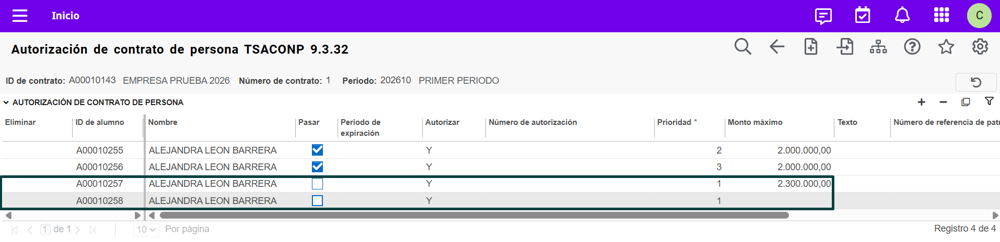 Inicio
C
Autorización de contrato de persona TSACONP 9.3.32
ID de contrato: A00010143 EMPRESA PRUEBA 2026 Número de contrato: 1 Periodo: 202610 PRIMER PERIODO
AUTORIZACIÓN DE CONTRATO DE PERSONA
Eliminar ID de alumno Nombre Pasar Periodo de expiración Autorizar Número de autorización Prioridad * Monto máximo Texto Número de referencia de patr
A00010255 ALEJANDRA LEON BARRERA Y 2 2.000.000,00
A00010256 ALEJANDRA LEON BARRERA Y 3 2.000.000,00
A00010257 ALEJANDRA LEON BARRERA Y 1 2.300.000,00
A00010258 ALEJANDRA LEON BARRERA Y 1
1 de 1 10 Por página Registro 4 de 4